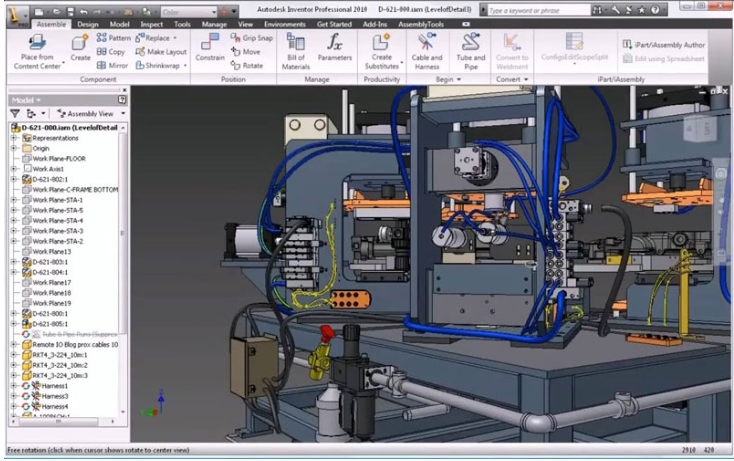 Color
Autodesk Inventor Professional 2010 D-621-000.iam (LevelofDetail3)
Type a keyword or phrase
PRO
Assemble Design Model Inspect Tools Manage View Environments Get Started Add-Ins AssemblyTools
Place from
Content Center
Create
Pattern
Copy
Mirror
Replace
Make Layout
Shrinkwrap
Constrain
Grip Snap
Move
Rotate
Bill of
Materials
Parameters
Create
Substitutes
Cable and
Harness
Tube and
Pipe
Convert to
Weldment
ConfigsEditScopeSplit
iPart/iAssembly Author
Edit using Spreadsheet
Component Position Manage Productivity Begin Convert iPart/iAssembly
Model
Assembly View
D-621-000.iam (LevelofDetail
Representations
Origin
Work Plane-FLOOR
Work Axis1
D-621-802:1
Work Plane-C-FRAME BOTTOM
Work Plane-STA-1
Work Plane-STA-5
Work Plane-STA-4
Work Plane-STA-3
Work Plane-STA-2
Work Plane13
D-621-803:1
D-621-804:1
Work Plane17
Work Plane18
Work Plane19
D-621-800:1
D-621-805:1
Tube & Pipe Runs (Suppres
Remote IO Blog prox cables 10
RKT4_3-224_10m:1
RKT4_3-224_10m:2
RKT4_3-224_10m:3
Harness1
Harness3
Harness4
Free rotation (click when cursor shows rotate to center view)
2910 420